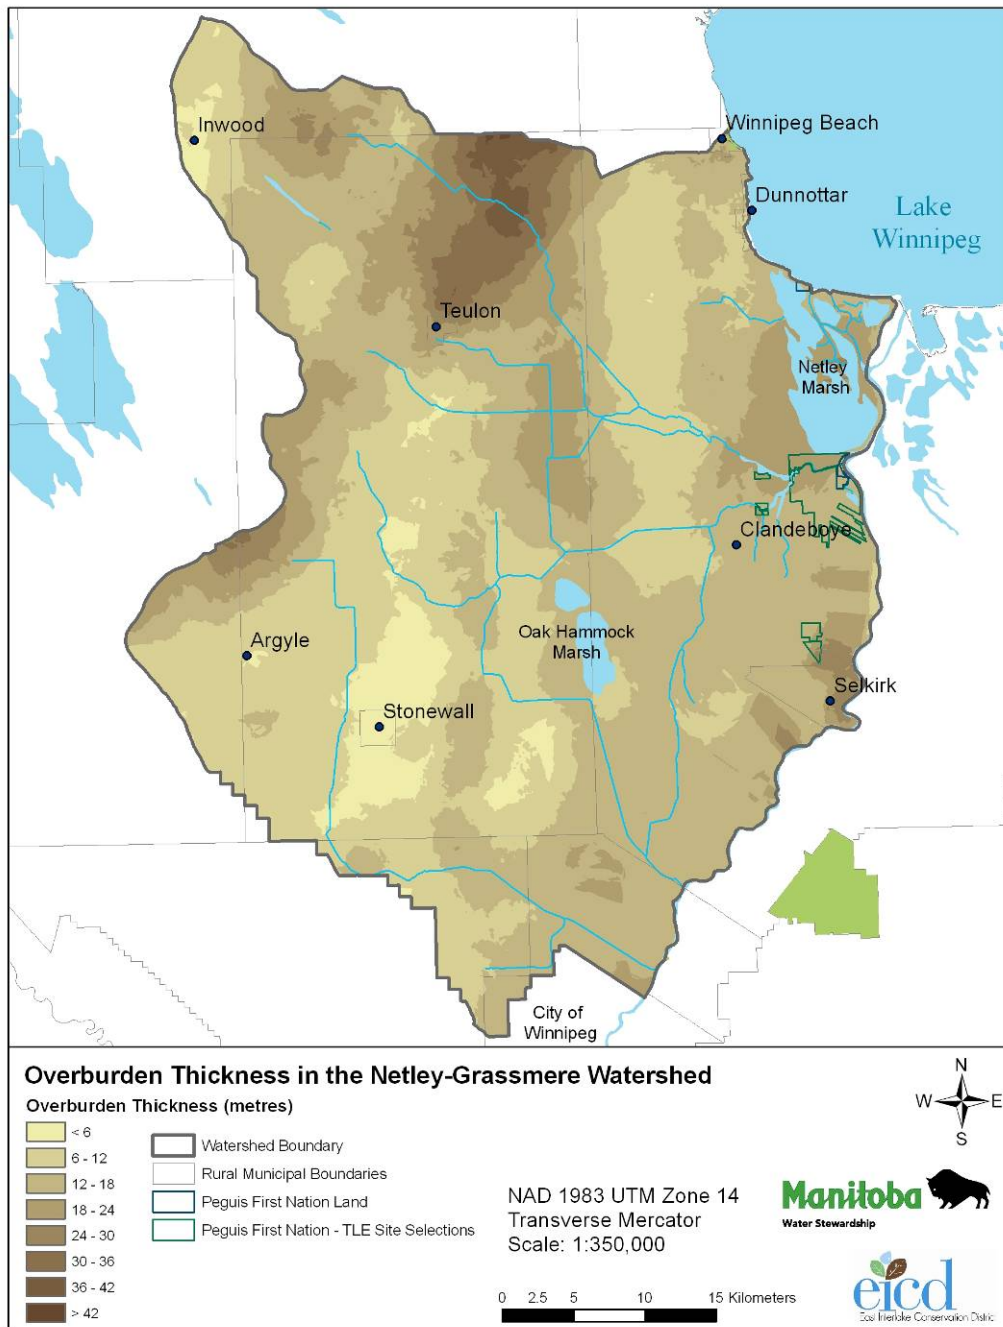 Inwood
Winnipeg Beach
Dunnottar
Lake
Winnipeg
Teulon
Netley
Marsh
Clandeboye
Oak Hammock
Marsh
Argyle
Selkirk
Stonewall
City of
Winnipeg
Overburden Thickness in the Netley-Grassmere Watershed
Overburden Thickness (metres)
< 6
6 - 12
12 - 18
18 - 24
24 - 30
30 - 36
36 - 42
> 42
Watershed Boundary
Rural Municipal Boundaries
Peguis First Nation Land
Peguis First Nation - TLE Site Selections
NAD 1983 UTM Zone 14
Transverse Mercator
Scale: 1:350,000
0 2.5 5 10 15 Kilometers
N
W E
S
Manitoba
Water Stewardship
eicd
East Interlake Conservation District